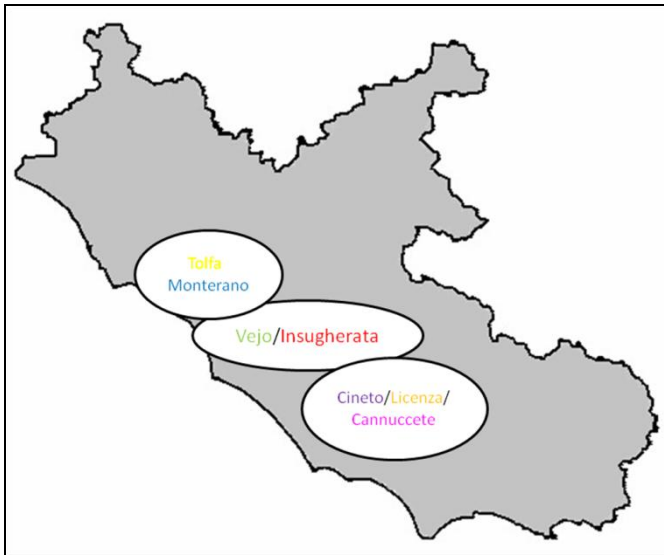 Tolfa
Monterano
Vejo/Insugherata
Cineto/Licenza/
Cannuccete